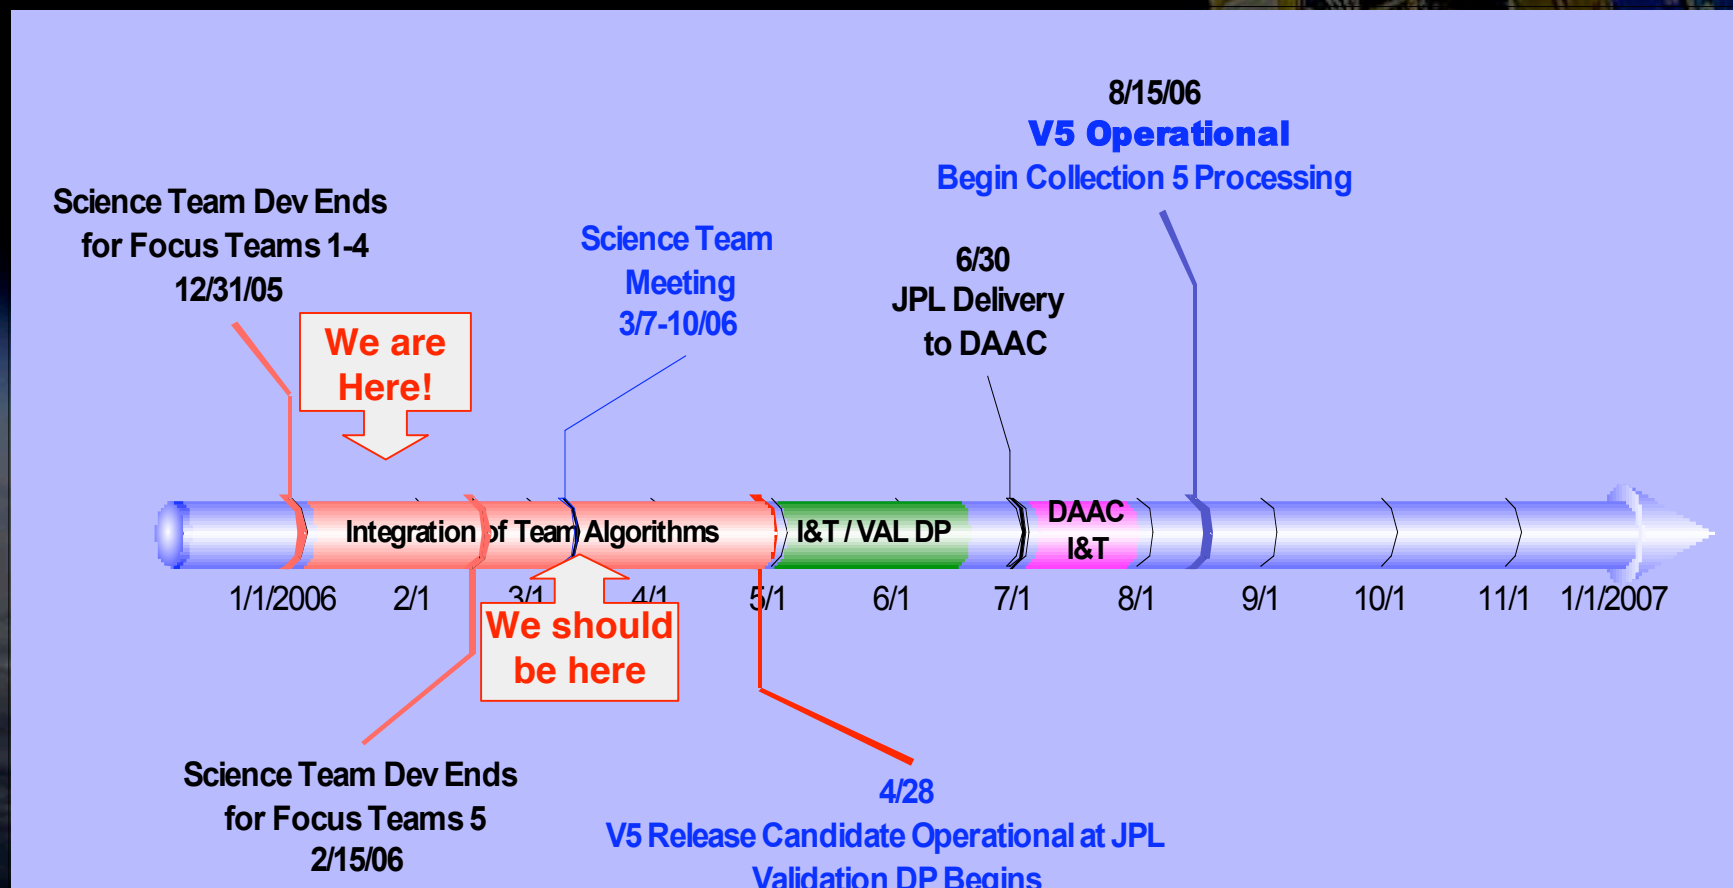 8/15/06
V5 Operational
Begin Collection 5 Processing
Science Team Dev Ends
for Focus Teams 1-4
12/31/05
Science Team
Meeting
3/7-10/06
6/30
JPL Delivery
to DAAC
We are
Here!
Integration of Team Algorithms
I&T / VAL DP
DAAC
I&T
1/1/2006 2/1 3/1 4/1 5/1 6/1 7/1 8/1 9/1 10/1 11/1 1/1/2007
We should
be here
Science Team Dev Ends
for Focus Teams 5
2/15/06
4/28
V5 Release Candidate Operational at JPL
Validation DP Begins